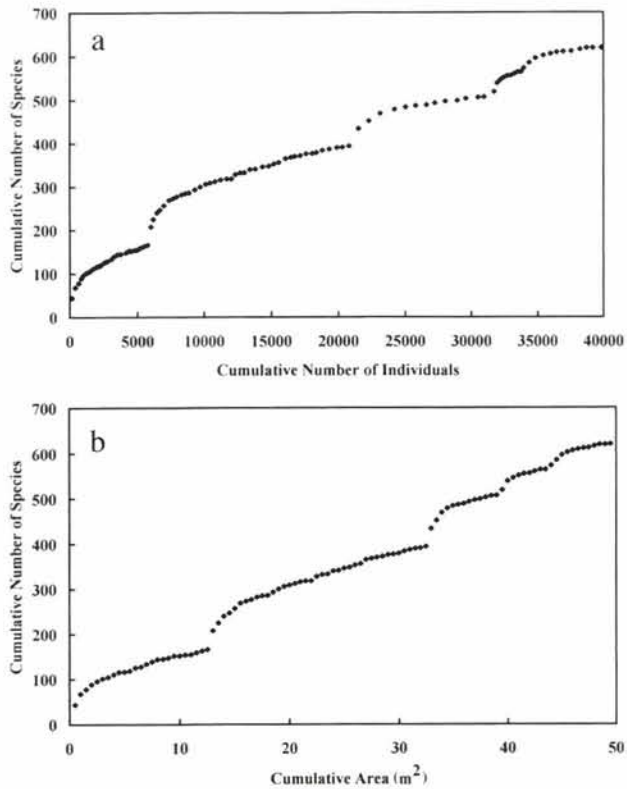 a
Cumulative Number of Species
700
600
500
400
300
200
100
0
0 5000 10000 15000 20000 25000 30000 35000 40000
Cumulative Number of Individuals
b
Cumulative Number of Species
700
600
500
400
300
200
100
0
0 10 20 30 40 50
Cumulative Area (m²)